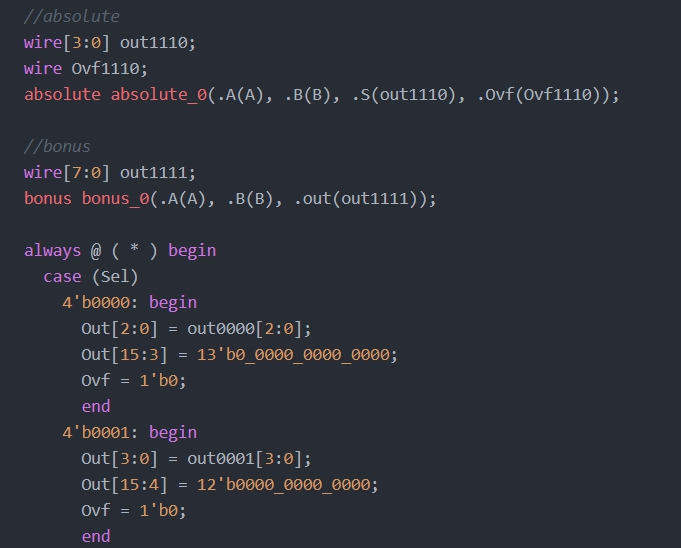 //absolute
wire[3:0] out1110;
wire Ovf1110;
absolute absolute_0(.A(A), .B(B), .S(out1110), .Ovf(Ovf1110));
//bonus
wire[7:0] out1111;
bonus bonus_0(.A(A), .B(B), .out(out1111));
always @ ( * ) begin
case (Sel)
4'b0000: begin
Out[2:0] = out0000[2:0];
Out[15:3] = 13'b0_0000_0000_0000;
Ovf = 1'b0;
end
4'b0001: begin
Out[3:0] = out0001[3:0];
Out[15:4] = 12'b0000_0000_0000;
Ovf = 1'b0;
end